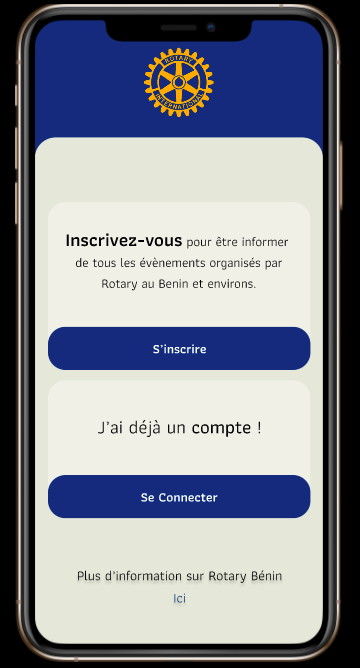 ROTARY
INTERNATIONAL
Inscrivez-vous pour être informer
de tous les évènements organisés par
Rotary au Benin et environs.
S'inscrire
J'ai déjà un compte !
Se Connecter
Plus d'information sur Rotary Bénin
Ici